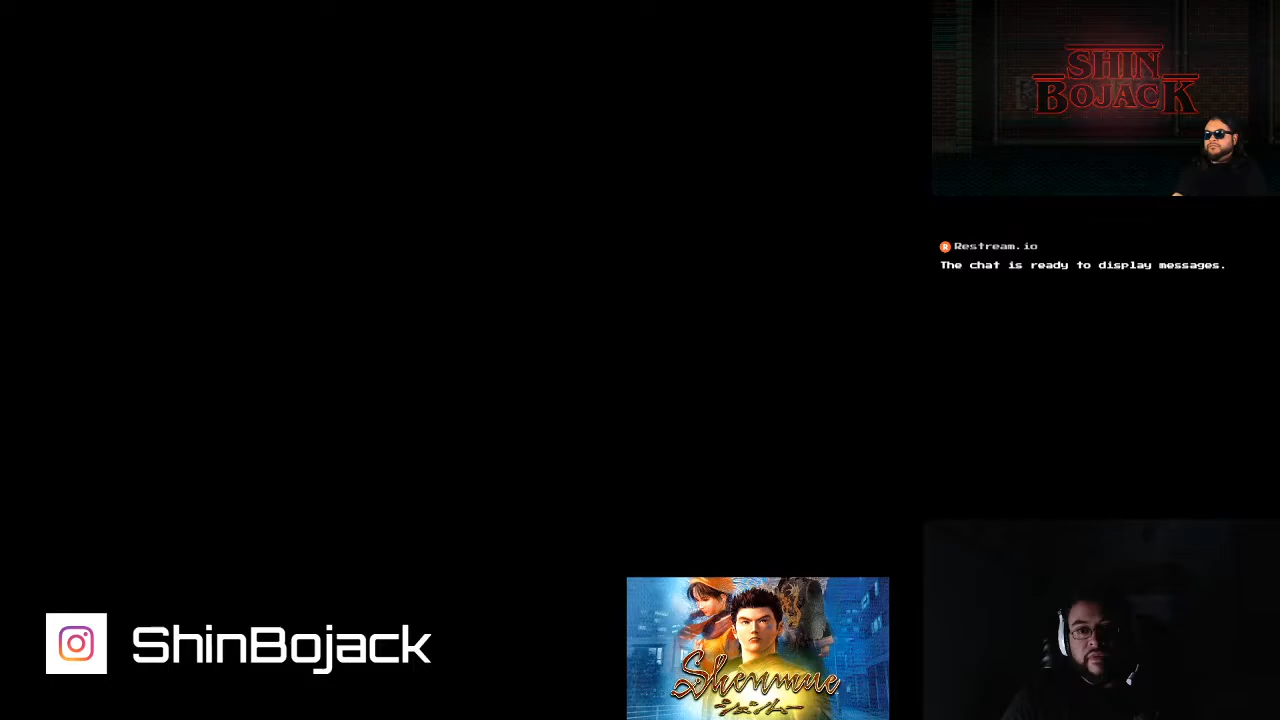 SHIN
BOJACK
Restream.io
The chat is ready to display messages.
ShinBojack
Shenmue
シェンムー